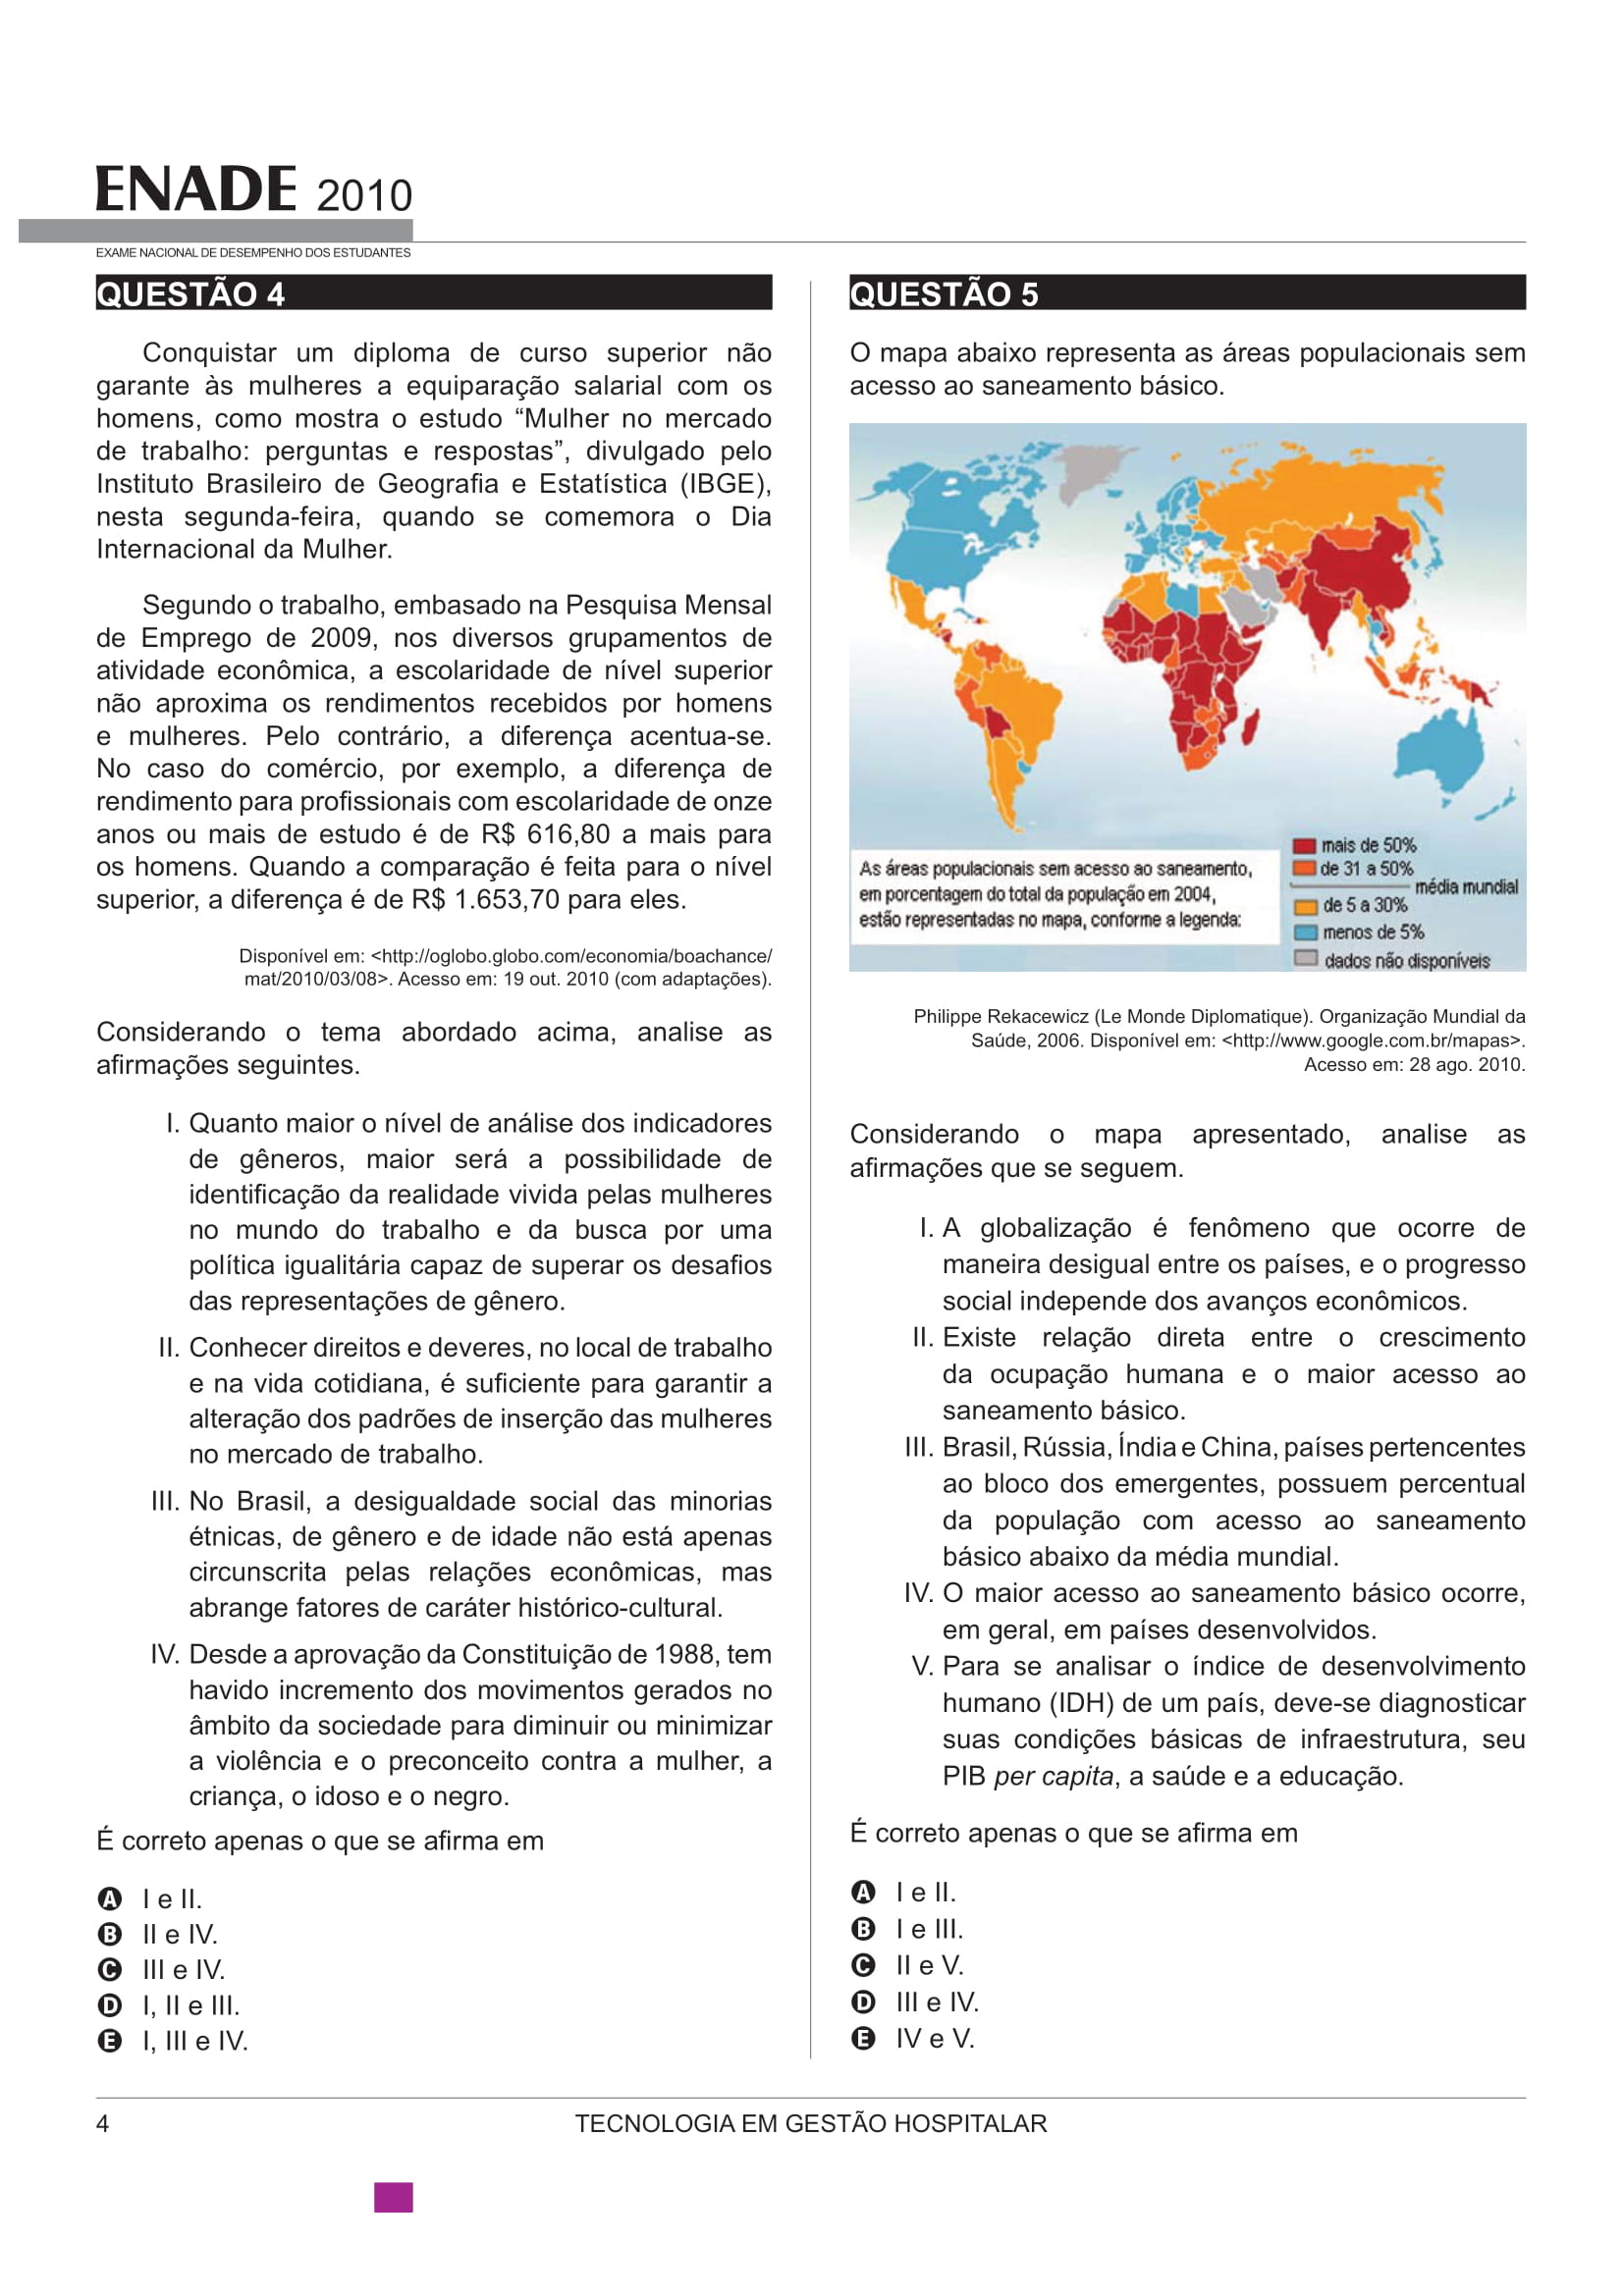 ENADE 2010
EXAME NACIONAL DE DESEMPENHO DOS ESTUDANTES
QUESTÃO 4
Conquistar um diploma de curso superior não
garante às mulheres a equiparação salarial com os
homens, como mostra o estudo “Mulher no mercado
de trabalho: perguntas e respostas”, divulgado pelo
Instituto Brasileiro de Geografia e Estatística (IBGE),
nesta segunda-feira, quando se comemora o Dia
Internacional da Mulher.
Segundo o trabalho, embasado na Pesquisa Mensal
de Emprego de 2009, nos diversos grupamentos de
atividade econômica, a escolaridade de nível superior
não aproxima os rendimentos recebidos por homens
e mulheres. Pelo contrário, a diferença acentua-se.
No caso do comércio, por exemplo, a diferença de
rendimento para profissionais com escolaridade de onze
anos ou mais de estudo é de R$ 616,80 a mais para
os homens. Quando a comparação é feita para o nível
superior, a diferença é de R$ 1.653,70 para eles.
Disponível em: <http://oglobo.globo.com/economia/boachance/
mat/2010/03/08>. Acesso em: 19 out. 2010 (com adaptações).
Considerando o tema abordado acima, analise as
afirmações seguintes.
I. Quanto maior o nível de análise dos indicadores
de gêneros, maior será a possibilidade de
identificação da realidade vivida pelas mulheres
no mundo do trabalho e da busca por uma
política igualitária capaz de superar os desafios
das representações de gênero.
II. Conhecer direitos e deveres, no local de trabalho
e na vida cotidiana, é suficiente para garantir a
alteração dos padrões de inserção das mulheres
no mercado de trabalho.
III. No Brasil, a desigualdade social das minorias
étnicas, de gênero e de idade não está apenas
circunscrita pelas relações econômicas, mas
abrange fatores de caráter histórico-cultural.
IV. Desde a aprovação da Constituição de 1988, tem
havido incremento dos movimentos gerados no
âmbito da sociedade para diminuir ou minimizar
a violência e o preconceito contra a mulher, a
criança, o idoso e o negro.
É correto apenas o que se afirma em
A I e II.
B II e IV.
C III e IV.
D I, II e III.
E I, III e IV.
QUESTÃO 5
O mapa abaixo representa as áreas populacionais sem
acesso ao saneamento básico.
As áreas populacionais sem acesso ao saneamento,
em porcentagem do total da população em 2004,
estão representadas no mapa, conforme a legenda:
mais de 50%
de 31 a 50%
média mundial
de 5 a 30%
menos de 5%
dados não disponíveis
Philippe Rekacewicz (Le Monde Diplomatique). Organização Mundial da
Saúde, 2006. Disponível em: <http://www.google.com.br/mapas>.
Acesso em: 28 ago. 2010.
Considerando o mapa apresentado, analise as
afirmações que se seguem.
I. A globalização é fenômeno que ocorre de
maneira desigual entre os países, e o progresso
social independe dos avanços econômicos.
II. Existe relação direta entre o crescimento
da ocupação humana e o maior acesso ao
saneamento básico.
III. Brasil, Rússia, Índia e China, países pertencentes
ao bloco dos emergentes, possuem percentual
da população com acesso ao saneamento
básico abaixo da média mundial.
IV. O maior acesso ao saneamento básico ocorre,
em geral, em países desenvolvidos.
V. Para se analisar o índice de desenvolvimento
humano (IDH) de um país, deve-se diagnosticar
suas condições básicas de infraestrutura, seu
PIB per capita, a saúde e a educação.
É correto apenas o que se afirma em
A I e II.
B I e III.
C II e V.
D III e IV.
E IV e V.
4
TECNOLOGIA EM GESTÃO HOSPITALAR